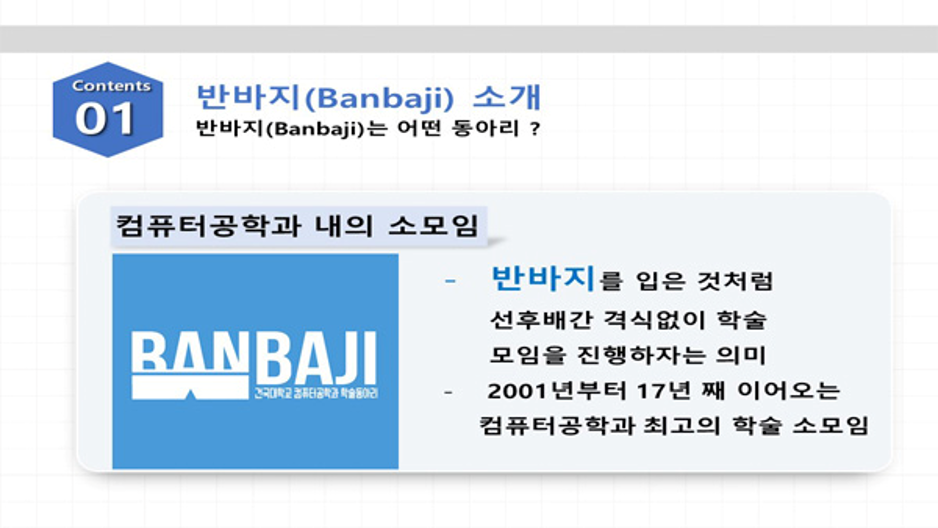 Contents
01
반바지(Banbaji) 소개
반바지(Banbaji)는 어떤 동아리 ?
컴퓨터공학과 내의 소모임
BANBAJI
건국대학교 컴퓨터공학과 학술동아리
- 반바지를 입은 것처럼
선후배간 격식없이 학술
모임을 진행하자는 의미
- 2001년부터 17년 째 이어오는
컴퓨터공학과 최고의 학술 소모임